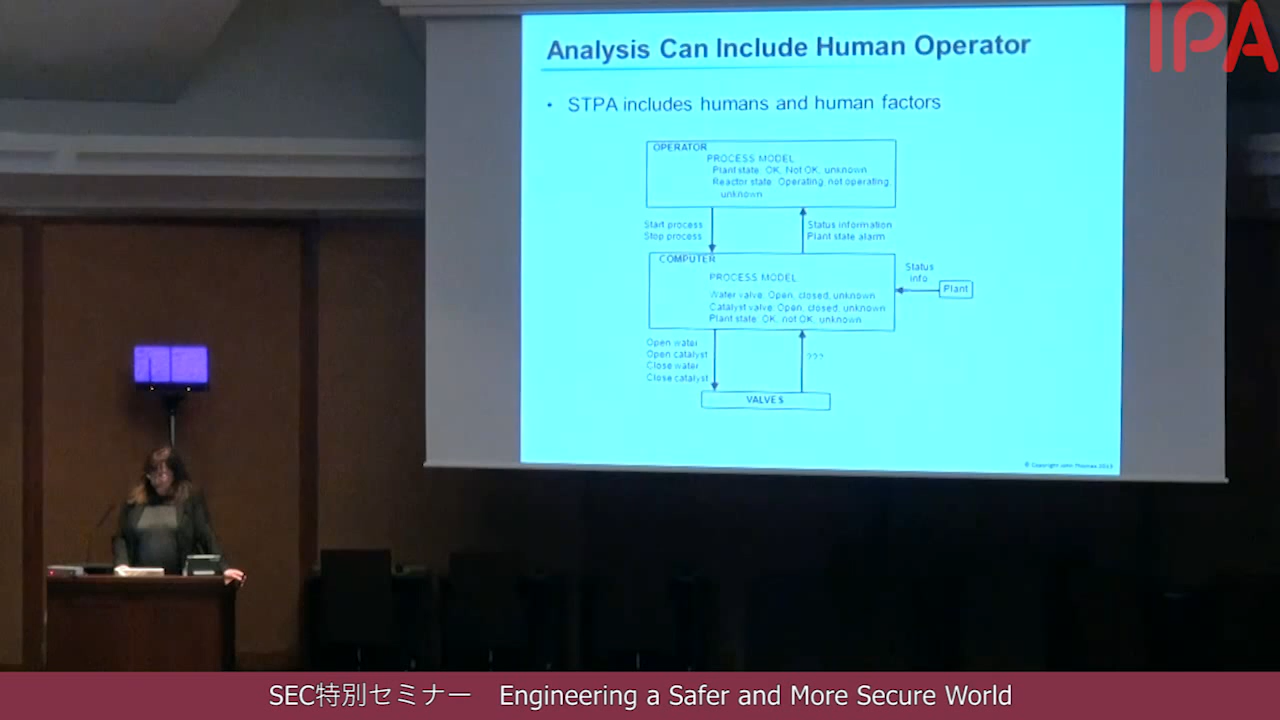 IPA
Analysis Can Include Human Operator
• STPA includes humans and human factors
OPERATOR
PROCESS MODEL
Plant state: OK, Not OK, unknown
Reactor state: Operating not operating
unknown
Start process
Stop process
Status information
Plant state alarm
COMPUTER
PROCESS MODEL
Water valve: Open, closed, unknown
Catalyst valve: Open, closed, unknown
Plant state: OK, not OK, unknown
Status
info
Plant
Open water
Open catalyst
Close water
Close catalyst
???
VALVES
© Copyright John Thomas 2013
SEC特別セミナー Engineering a Safer and More Secure World